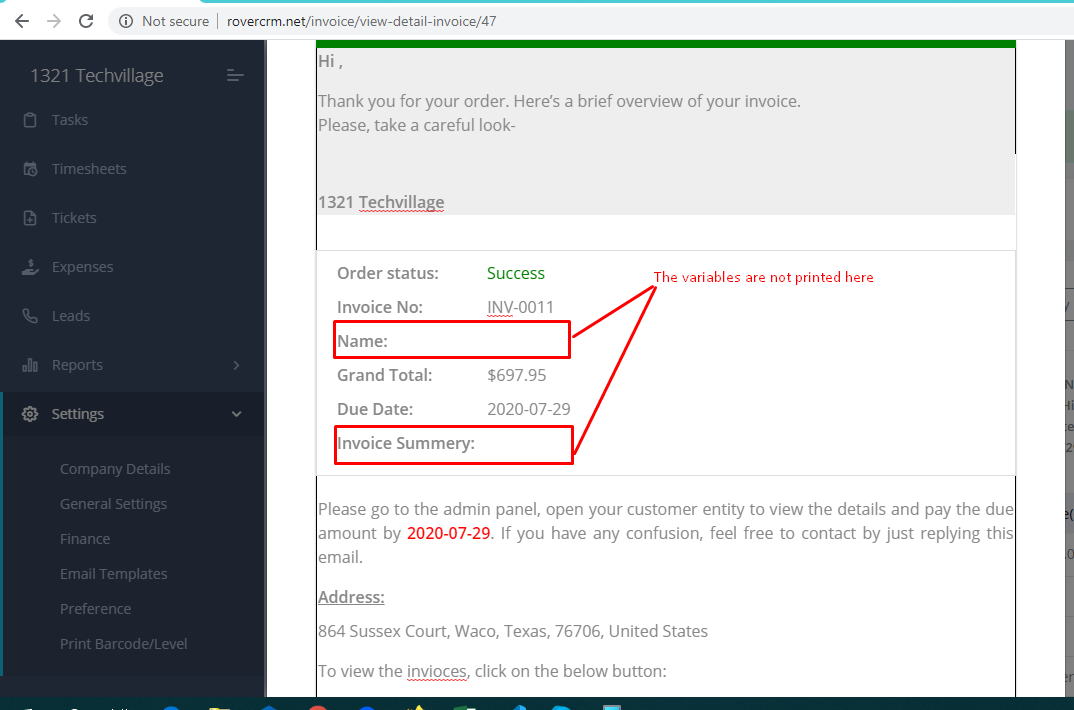 Not secure | rovercrm.net/invoice/view-detail-invoice/47
1321 Techvillage
Tasks
Timesheets
Tickets
Expenses
Leads
Reports
Settings
Company Details
General Settings
Finance
Email Templates
Preference
Print Barcode/Level
Hi ,
Thank you for your order. Here’s a brief overview of your invoice.
Please, take a careful look-
1321 Techvillage
Order status: Success
The variables are not printed here
Invoice No: INV-0011
Name:
Grand Total: $697.95
Due Date: 2020-07-29
Invoice Summery:
Please go to the admin panel, open your customer entity to view the details and pay the due
amount by 2020-07-29. If you have any confusion, feel free to contact by just replying this
email.
Address:
864 Sussex Court, Waco, Texas, 76706, United States
To view the invioces, click on the below button: